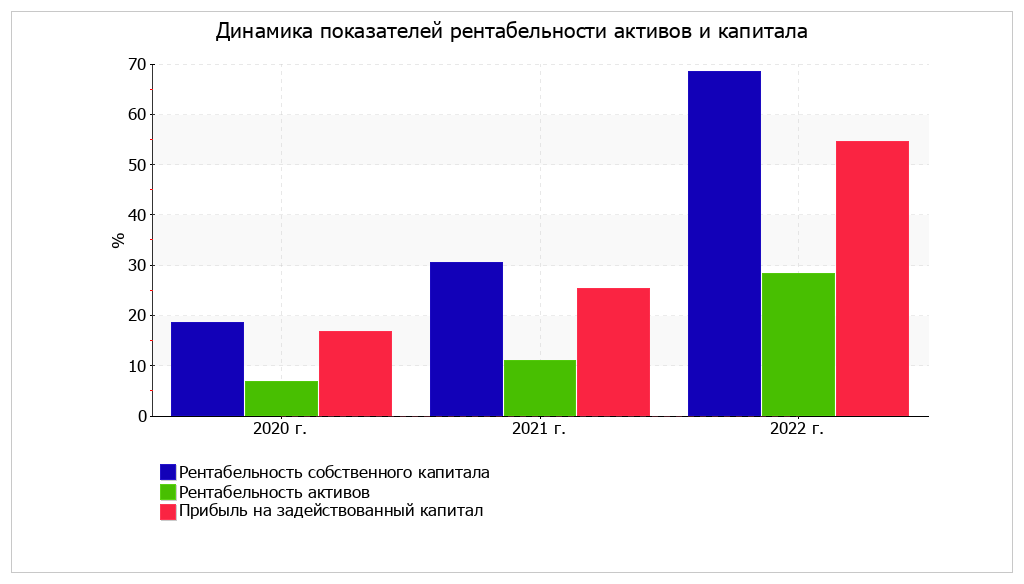 Динамика показателей рентабельности активов и капитала
70
60
50
40
30
20
10
0
%
2020 г.
2021 г.
2022 г.
Рентабельность собственного капитала
Рентабельность активов
Прибыль на задействованный капитал